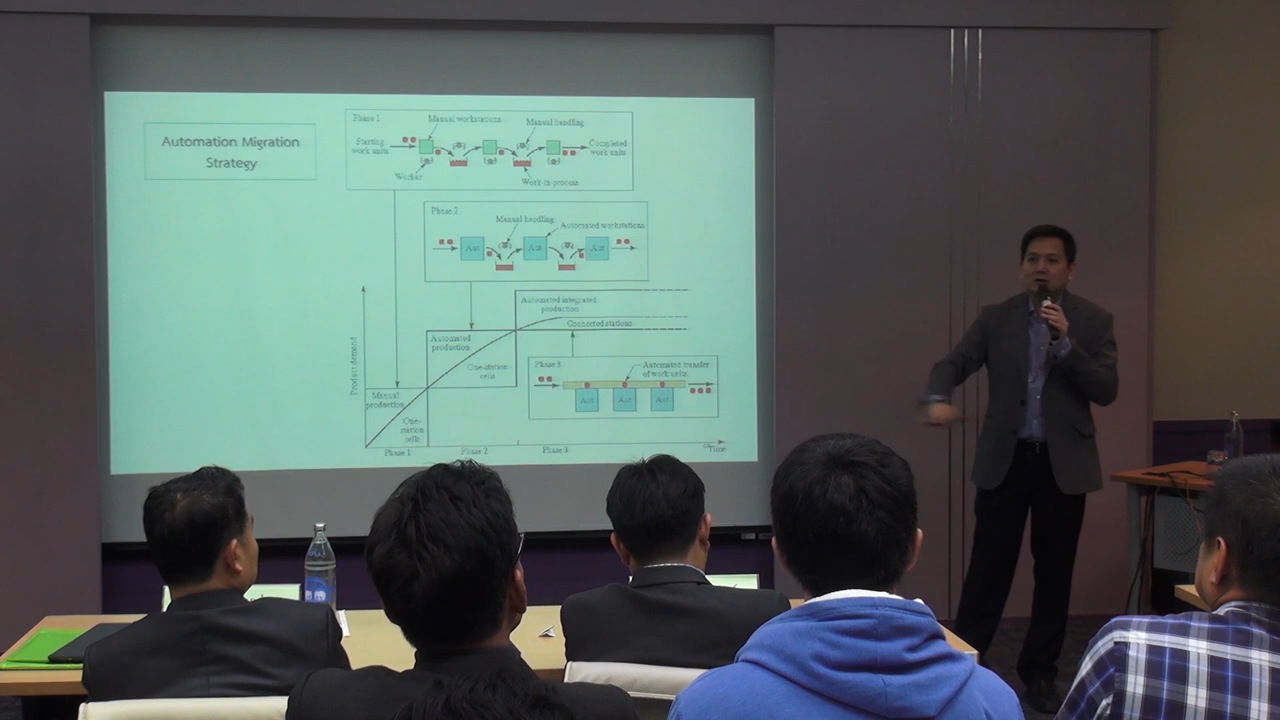 Automation Migration
Strategy
Phase 1
Manual workstations
Manual handling
Starting
work units
Completed
work units
Worker
Work-in-process
Phase 2
Manual handling
Automated workstations
Aut
Aut
Aut
Automated integrated
production
Connected stations
Automated
production
One-station
cells
Phase 3
Automated transfer
of work units
Aut
Aut
Aut
Product demand
Manual
production
One-
station
cells
Phase 1
Phase 2
Phase 3
Time